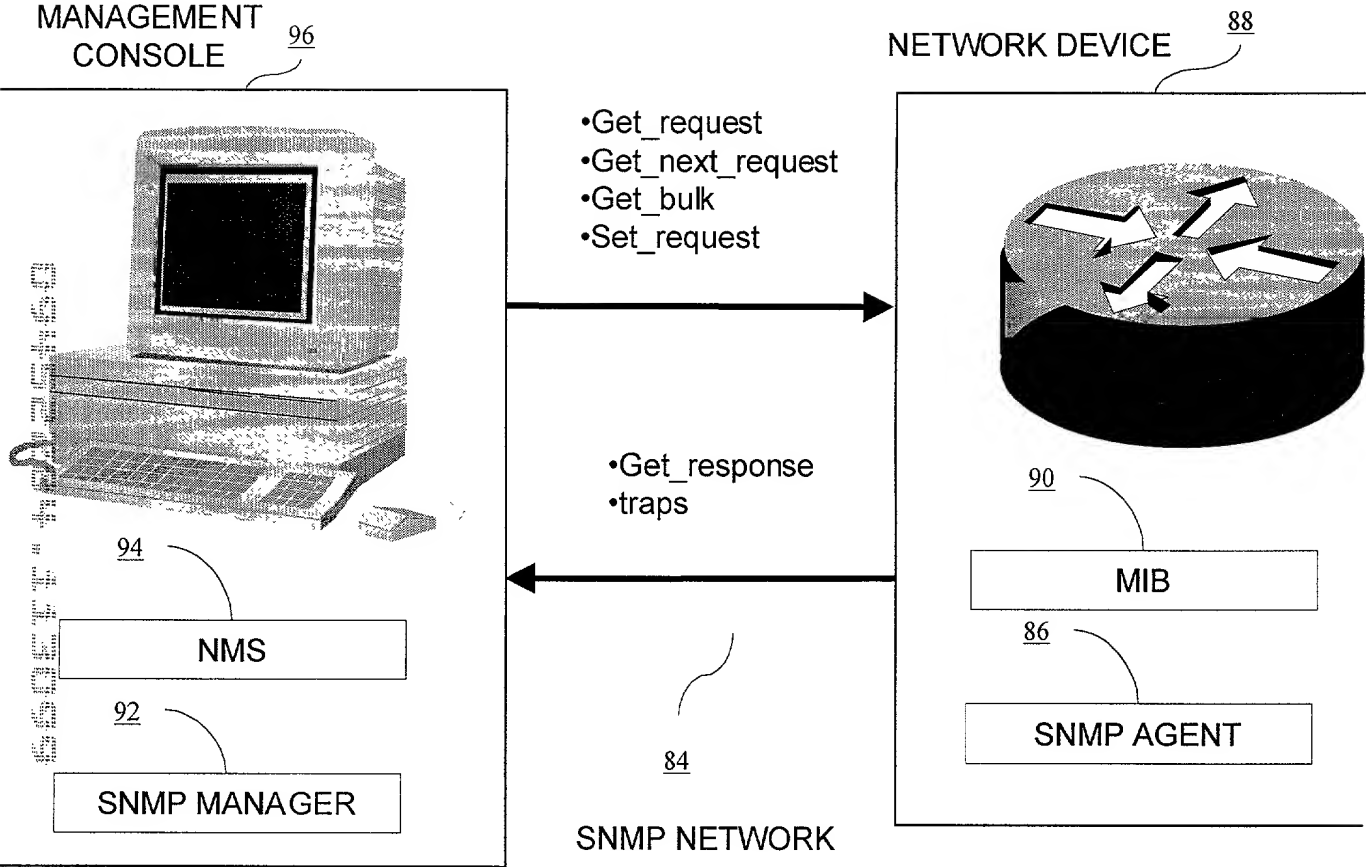 MANAGEMENT
CONSOLE
96
NETWORK DEVICE
88
•Get_request
•Get_next_request
•Get_bulk
•Set_request
•Get_response
•traps
94
NMS
92
SNMP MANAGER
90
MIB
86
SNMP AGENT
84
SNMP NETWORK